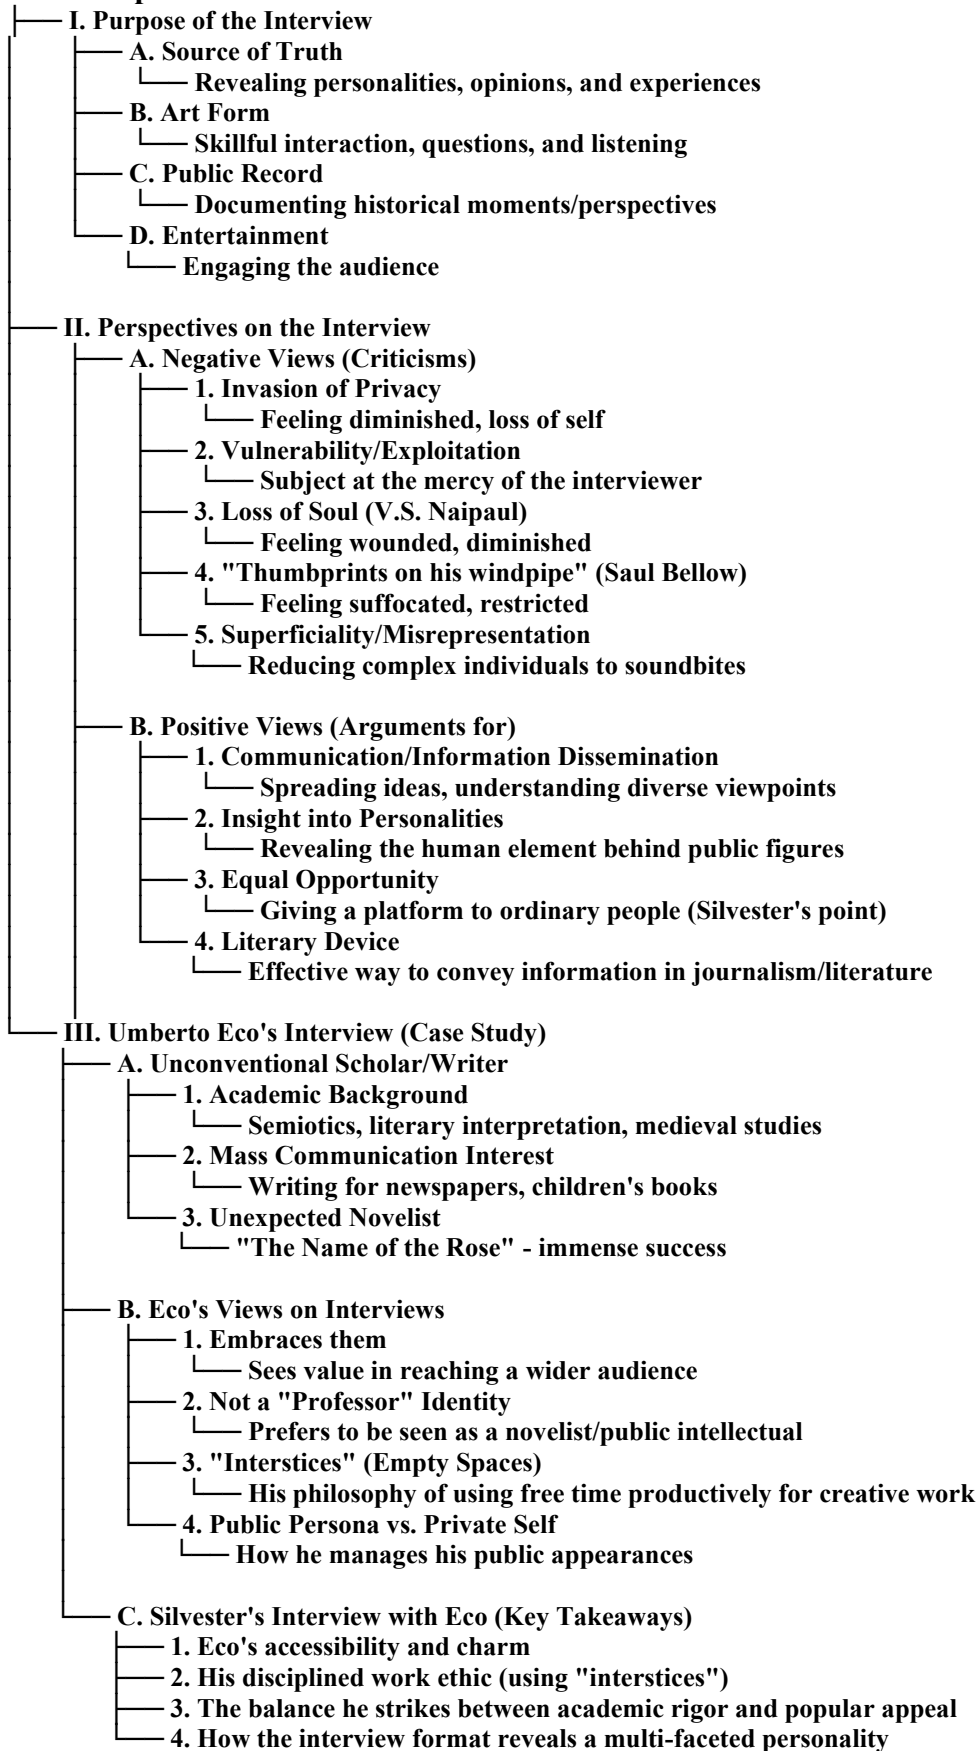 I. Purpose of the Interview
A. Source of Truth
Revealing personalities, opinions, and experiences
B. Art Form
Skillful interaction, questions, and listening
C. Public Record
Documenting historical moments/perspectives
D. Entertainment
Engaging the audience
II. Perspectives on the Interview
A. Negative Views (Criticisms)
1. Invasion of Privacy
Feeling diminished, loss of self
2. Vulnerability/Exploitation
Subject at the mercy of the interviewer
3. Loss of Soul (V.S. Naipaul)
Feeling wounded, diminished
4. "Thumbprints on his windpipe" (Saul Bellow)
Feeling suffocated, restricted
5. Superficiality/Misrepresentation
Reducing complex individuals to soundbites
B. Positive Views (Arguments for)
1. Communication/Information Dissemination
Spreading ideas, understanding diverse viewpoints
2. Insight into Personalities
Revealing the human element behind public figures
3. Equal Opportunity
Giving a platform to ordinary people (Silvester's point)
4. Literary Device
Effective way to convey information in journalism/literature
III. Umberto Eco's Interview (Case Study)
A. Unconventional Scholar/Writer
1. Academic Background
Semiotics, literary interpretation, medieval studies
2. Mass Communication Interest
Writing for newspapers, children's books
3. Unexpected Novelist
"The Name of the Rose" - immense success
B. Eco's Views on Interviews
1. Embraces them
Sees value in reaching a wider audience
2. Not a "Professor" Identity
Prefers to be seen as a novelist/public intellectual
3. "Interstices" (Empty Spaces)
His philosophy of using free time productively for creative work
4. Public Persona vs. Private Self
How he manages his public appearances
C. Silvester's Interview with Eco (Key Takeaways)
1. Eco's accessibility and charm
2. His disciplined work ethic (using "interstices")
3. The balance he strikes between academic rigor and popular appeal
4. How the interview format reveals a multi-faceted personality